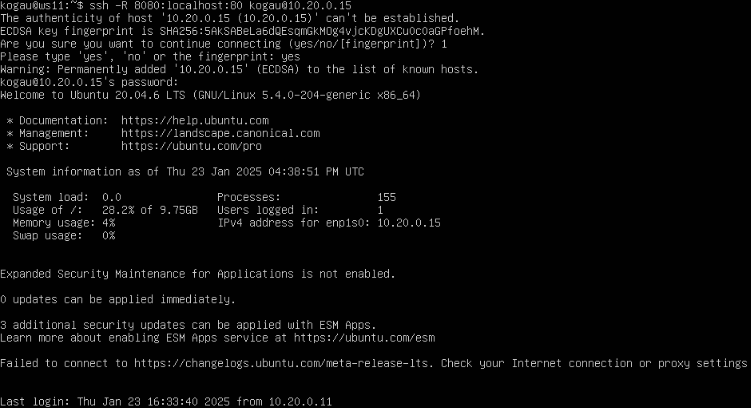 kogau@ws11:~$ ssh -R 8080:localhost:80 kogau@10.20.0.15
The authenticity of host '10.20.0.15 (10.20.0.15)' can't be established.
ECDSA key fingerprint is SHA256:5AkSABeLa6dQEsqmGkMOg4vJcKDgUXCu0cOaGPfoehM.
Are you sure you want to continue connecting (yes/no/[fingerprint])? 1
Please type 'yes', 'no' or the fingerprint: yes
Warning: Permanently added '10.20.0.15' (ECDSA) to the list of known hosts.
kogau@10.20.0.15's password:
Welcome to Ubuntu 20.04.6 LTS (GNU/Linux 5.4.0-204-generic x86_64)
* Documentation: https://help.ubuntu.com
* Management: https://landscape.canonical.com
* Support: https://ubuntu.com/pro
System information as of Thu 23 Jan 2025 04:38:51 PM UTC
System load: 0.0 Processes: 155
Usage of /: 28.2% of 9.75GB Users logged in: 1
Memory usage: 4% IPv4 address for enp1s0: 10.20.0.15
Swap usage: 0%
Expanded Security Maintenance for Applications is not enabled.
0 updates can be applied immediately.
3 additional security updates can be applied with ESM Apps.
Learn more about enabling ESM Apps service at https://ubuntu.com/esm
Failed to connect to https://changelogs.ubuntu.com/meta-release-lts. Check your Internet connection or proxy settings
Last login: Thu Jan 23 16:33:40 2025 from 10.20.0.11